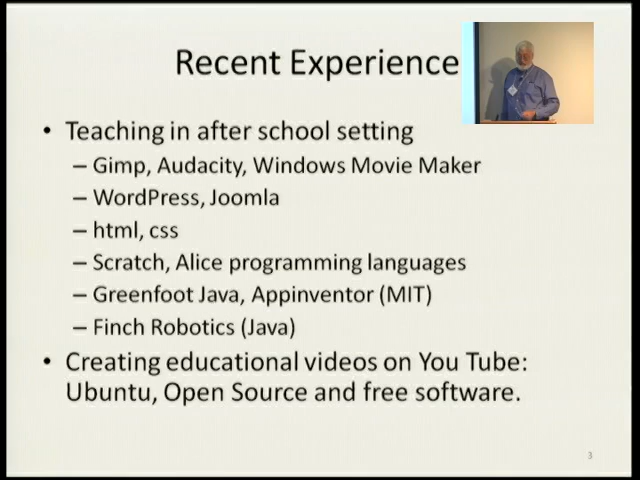 Recent Experience
• Teaching in after school setting
– Gimp, Audacity, Windows Movie Maker
– WordPress, Joomla
– html, css
– Scratch, Alice programming languages
– Greenfoot Java, Appinventor (MIT)
– Finch Robotics (Java)
• Creating educational videos on You Tube:
Ubuntu, Open Source and free software.
3